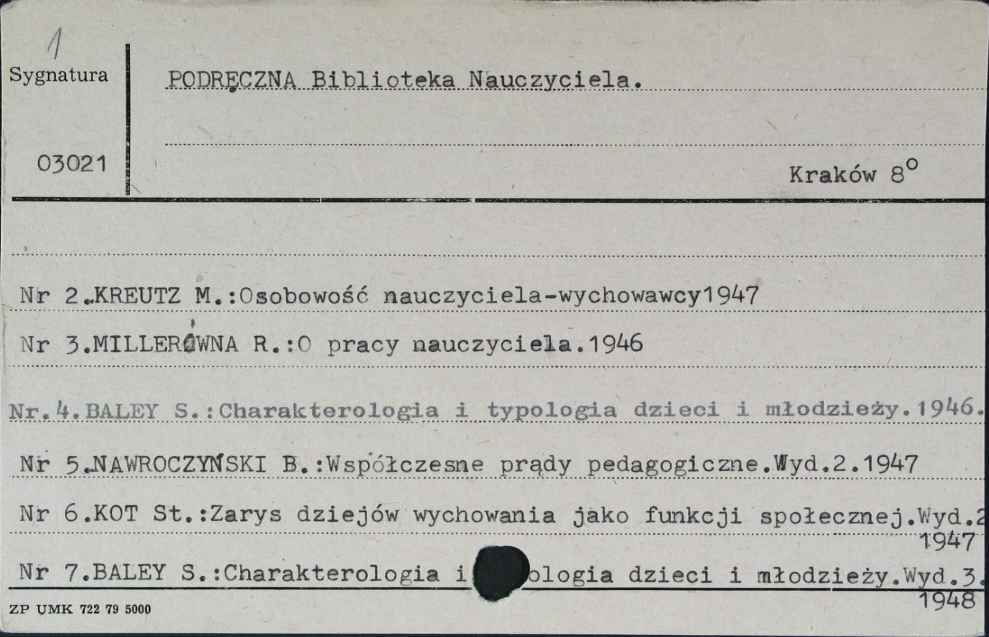 1
Sygnatura
PODRĘCZNA Biblioteka Nauczyciela.
03021
Kraków 8°
Nr 2.KREUTZ M.:Osobowość nauczyciela-wychowawcy1947
Nr 3.MILLERÓWNA R.:O pracy nauczyciela.1946
Nr.4.BALEY S.:Charakterologia i typologia dzieci i młodzieży.1946.
Nr 5.NAWROCZYŃSKI B.:Współczesne prądy pedagogiczne.Wyd.2.1947
Nr 6.KOT St.:Zarys dziejów wychowania jako funkcji społecznej.Wyd.2
1947
Nr 7.BALEY S.:Charakterologia i ologia dzieci i młodzieży.Wyd.3.
1948
ZP UMK 722 79 5000